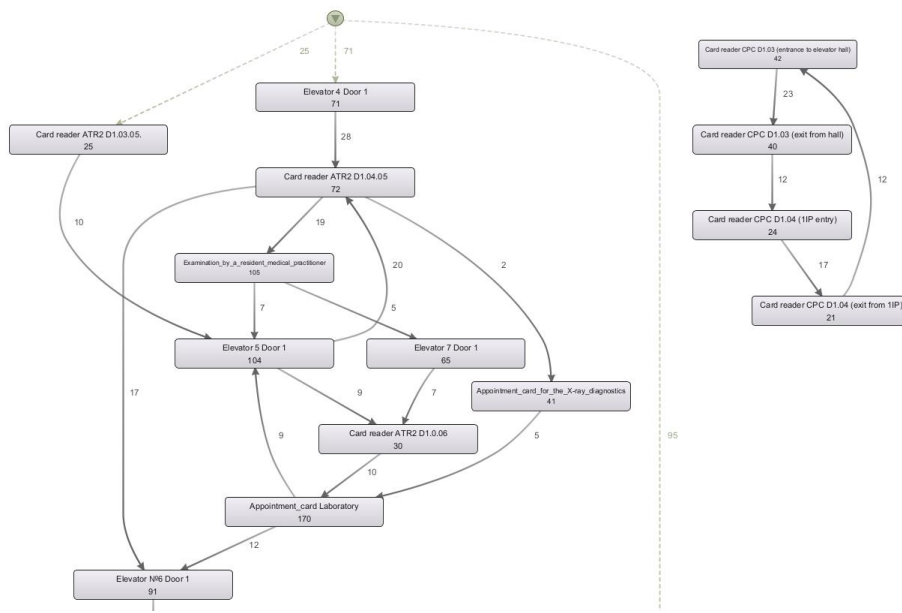 25
71
Elevator 4 Door 1
71
Card reader CPC D1.03 (entrance to elevator hall)
42
23
Card reader ATR2 D1.03.05.
25
28
Card reader CPC D1.03 (exit from hall)
40
Card reader ATR2 D1.04.05
72
12
12
10
19
20
2
Card reader CPC D1.04 (1IP entry)
24
Examination_by_a_resident_medical_practitioner
105
17
7
5
Card reader CPC D1.04 (exit from 1IP)
21
Elevator 5 Door 1
104
Elevator 7 Door 1
65
17
9
7
Appointment_card_for_the_X-ray_diagnostics
41
Card reader ATR2 D1.0.06
30
9
5
95
10
Appointment_card Laboratory
170
12
Elevator №6 Door 1
91